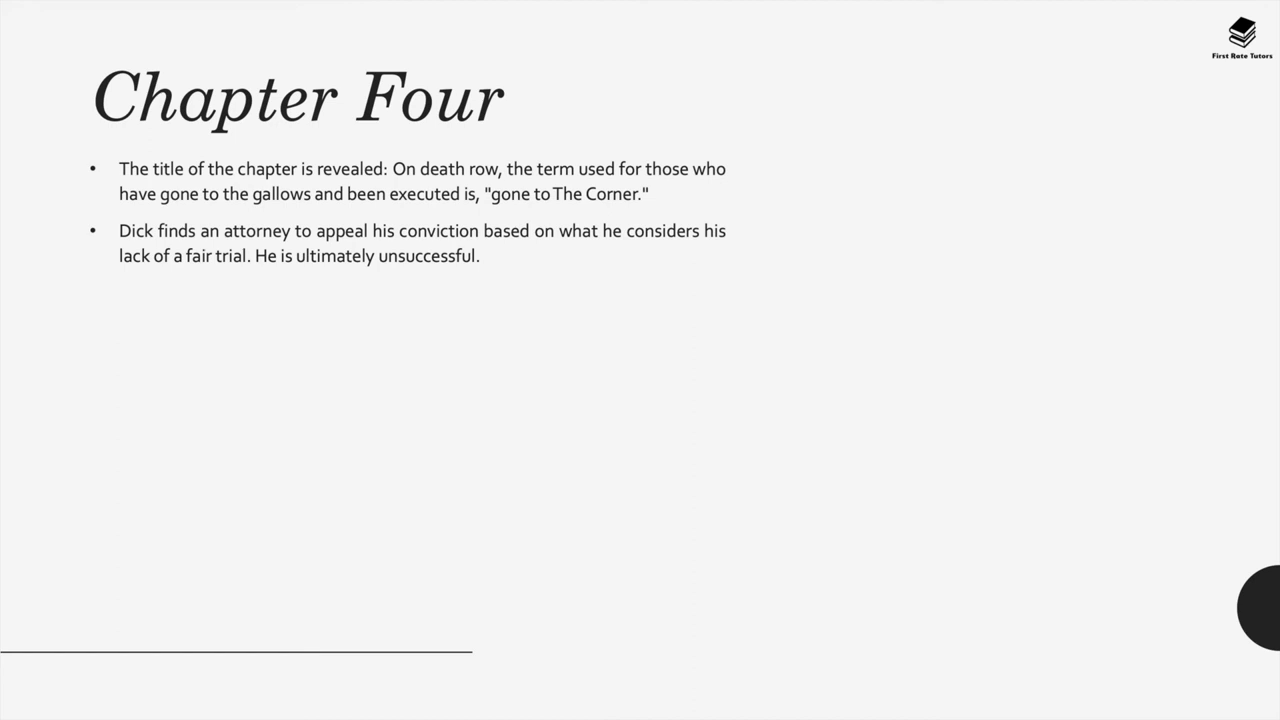 First Rate Tutors
Chapter Four
• The title of the chapter is revealed: On death row, the term used for those who
have gone to the gallows and been executed is, "gone to The Corner."
• Dick finds an attorney to appeal his conviction based on what he considers his
lack of a fair trial. He is ultimately unsuccessful.